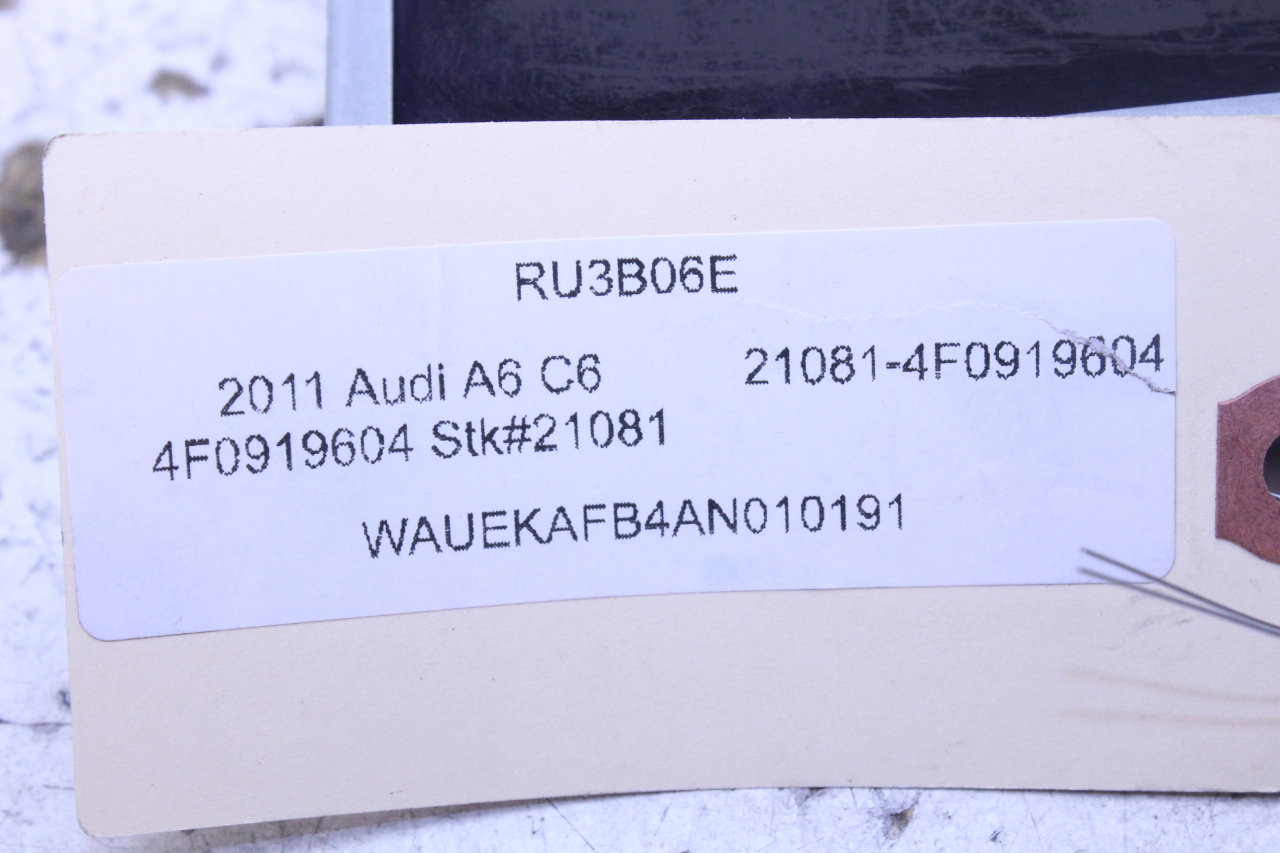 RU3B06E
2011 Audi A6 C6 21081-4F0919604
4F0919604 Stk#21081
WAUEKAFB4AN010191